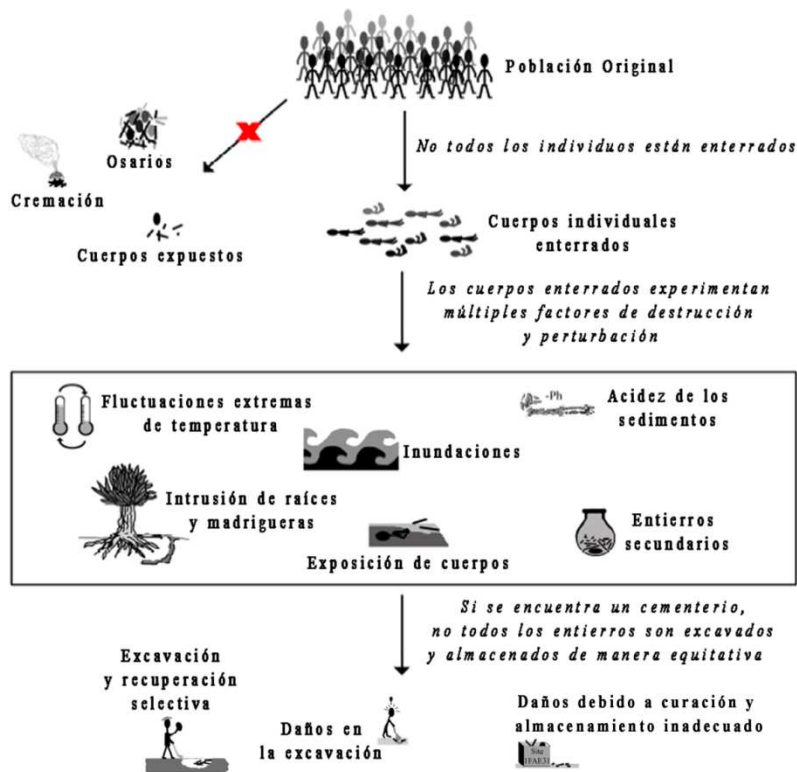 Población Original
X
Osarios
Cremación
Cuerpos expuestos
No todos los individuos están enterrados
Cuerpos individuales
enterrados
Los cuerpos enterrados experimentan
múltiples factores de destrucción
y perturbación
Fluctuaciones extremas
de temperatura
-Ph
Acidez de los
sedimentos
Inundaciones
Intrusión de raíces
y madrigueras
Entierros
secundarios
Exposición de cuerpos
Si se encuentra un cementerio,
no todos los entierros son excavados
y almacenados de manera equitativa
Excavación
y recuperación
selectiva
Daños en
la excavación
Daños debido a curación y
almacenamiento inadecuado
Site